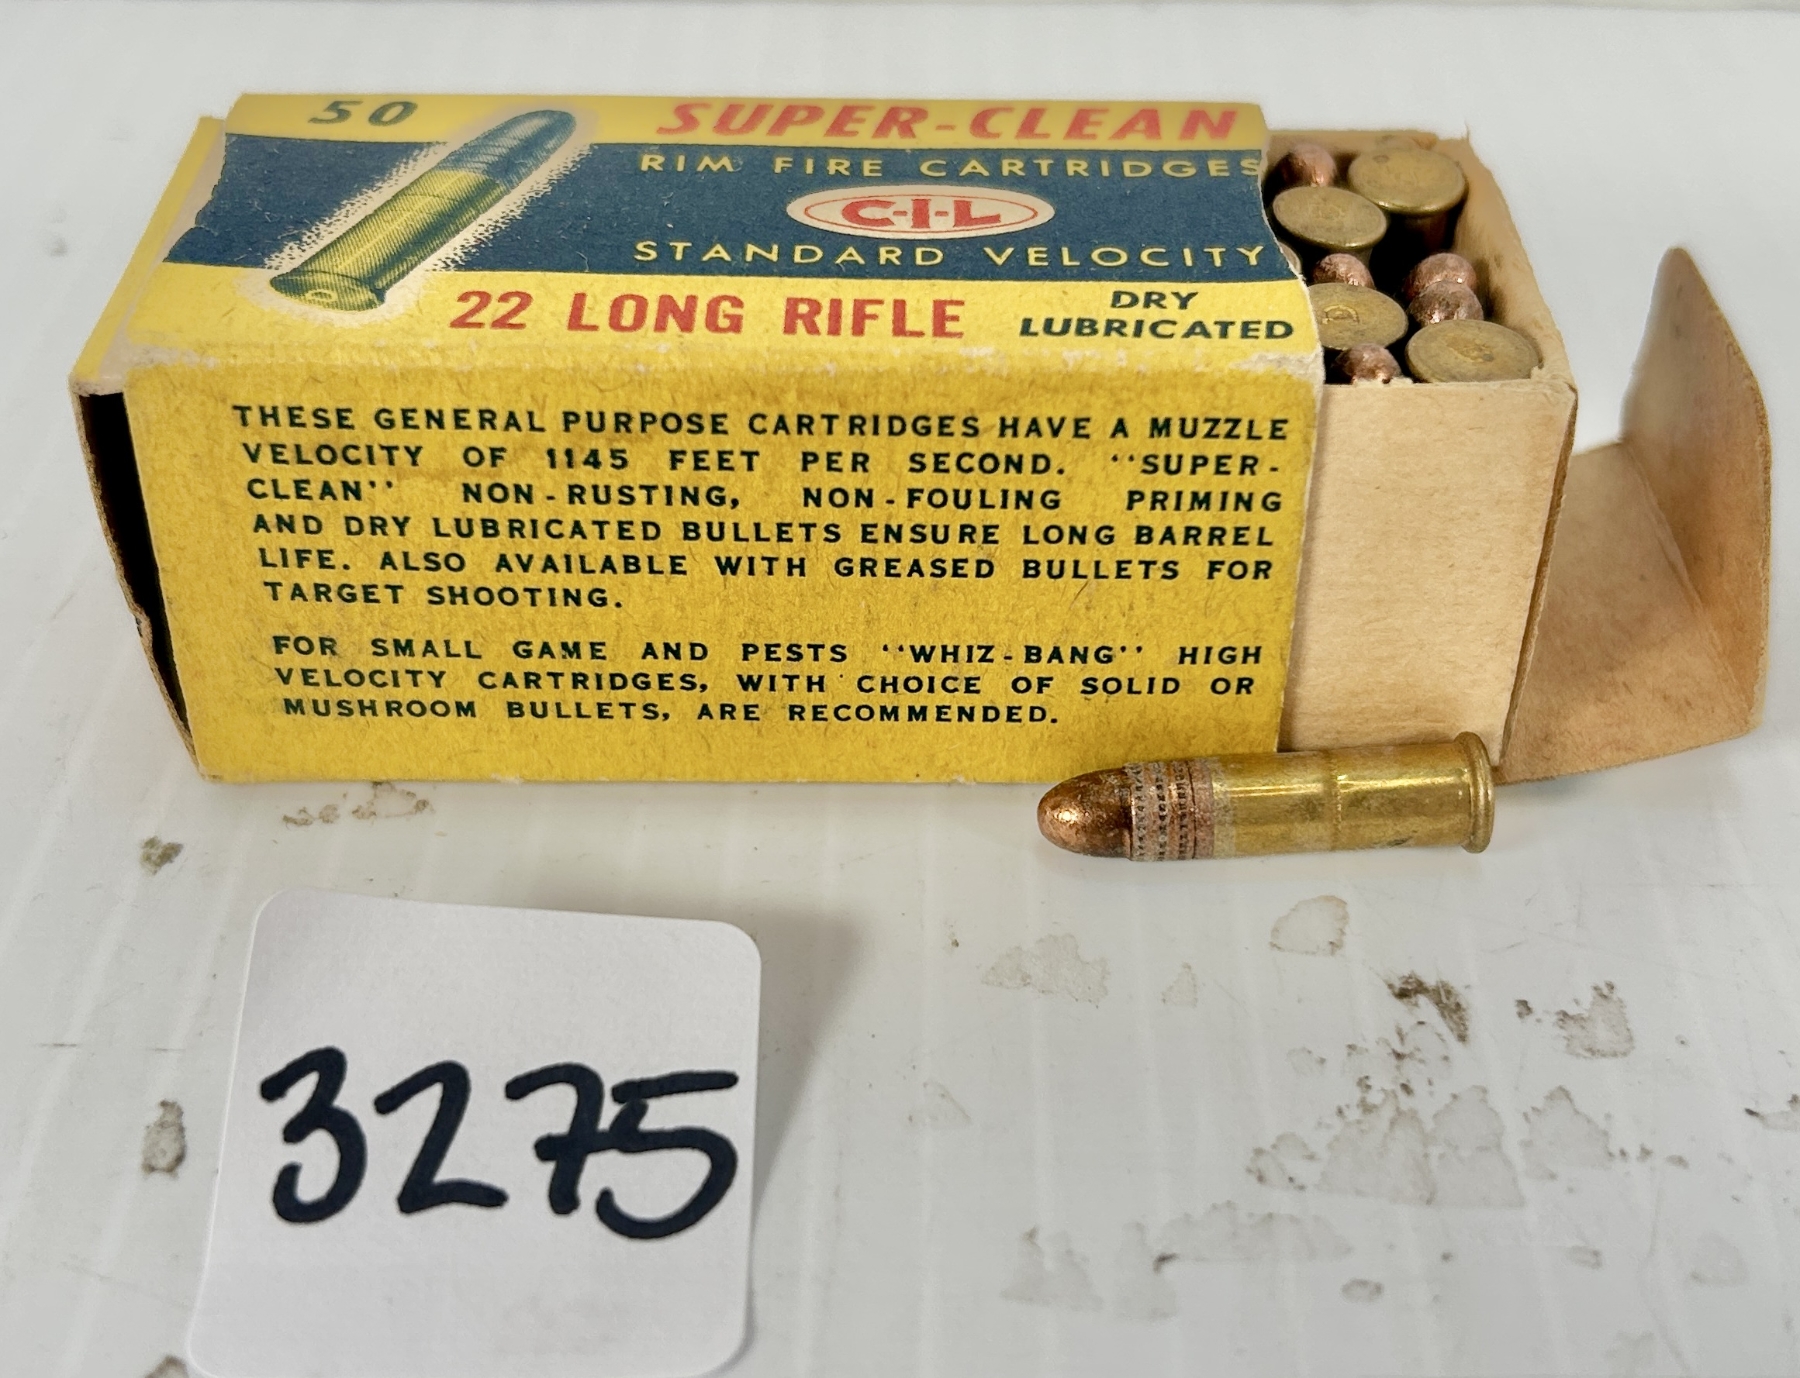 50
SUPER-CLEAN
RIM FIRE CARTRIDGES
C-I-L
STANDARD VELOCITY
22 LONG RIFLE
DRY
LUBRICATED
THESE GENERAL PURPOSE CARTRIDGES HAVE A MUZZLE
VELOCITY OF 1145 FEET PER SECOND. "SUPER-
CLEAN" NON-RUSTING, NON-FOULING PRIMING
AND DRY LUBRICATED BULLETS ENSURE LONG BARREL
LIFE. ALSO AVAILABLE WITH GREASED BULLETS FOR
TARGET SHOOTING.
FOR SMALL GAME AND PESTS "WHIZ-BANG" HIGH
VELOCITY CARTRIDGES, WITH CHOICE OF SOLID OR
MUSHROOM BULLETS, ARE RECOMMENDED.
3275